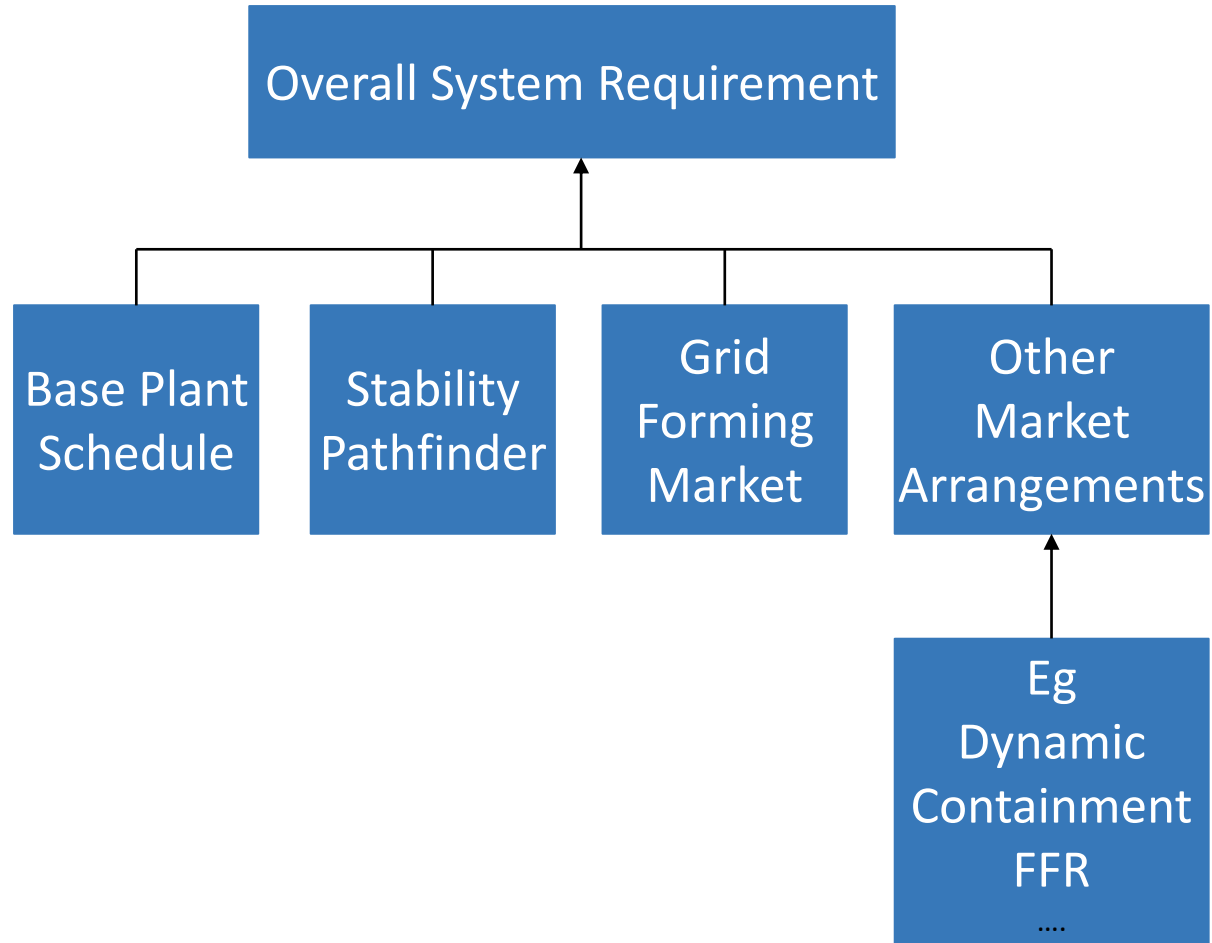 Overall System Requirement
Base Plant
Schedule
Stability
Pathfinder
Grid
Forming
Market
Other
Market
Arrangements
Eg
Dynamic
Containment
FFR
....